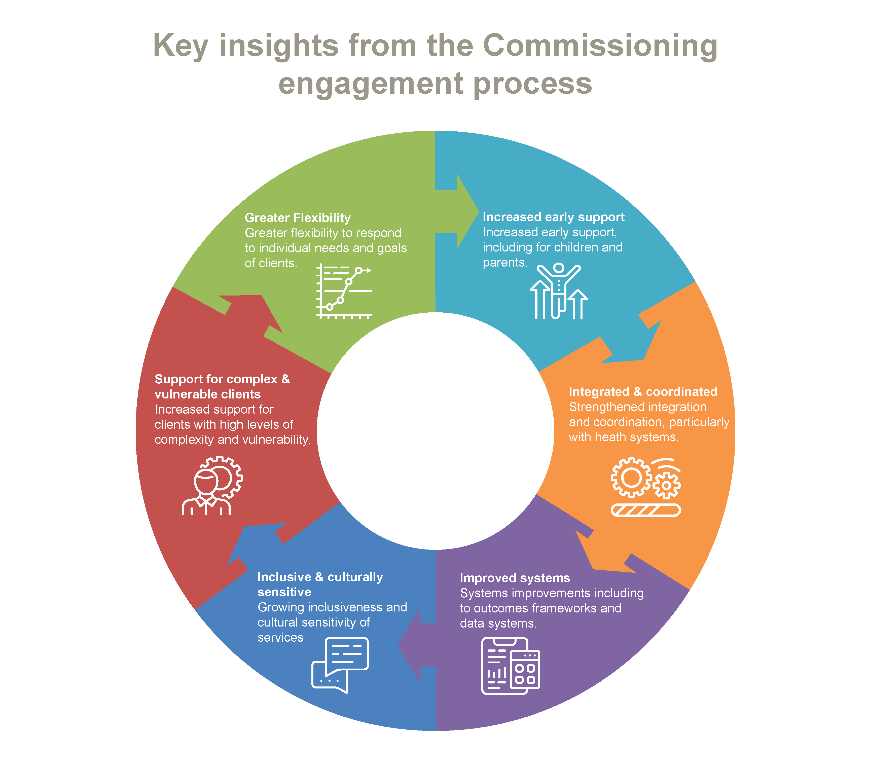 Key insights from the Commissioning
engagement process
Greater Flexibility
Greater flexibility to respond
to individual needs and goals
of clients.
Increased early support
Increased early support,
including for children and
parents.
Integrated & coordinated
Strengthened integration
and coordination, particularly
with heath systems.
Improved systems
Systems improvements including
to outcomes frameworks and
data systems.
Inclusive & culturally
sensitive
Growing inclusiveness and
cultural sensitivity of
services
Support for complex &
vulnerable clients
Increased support for
clients with high levels of
complexity and vulnerability.